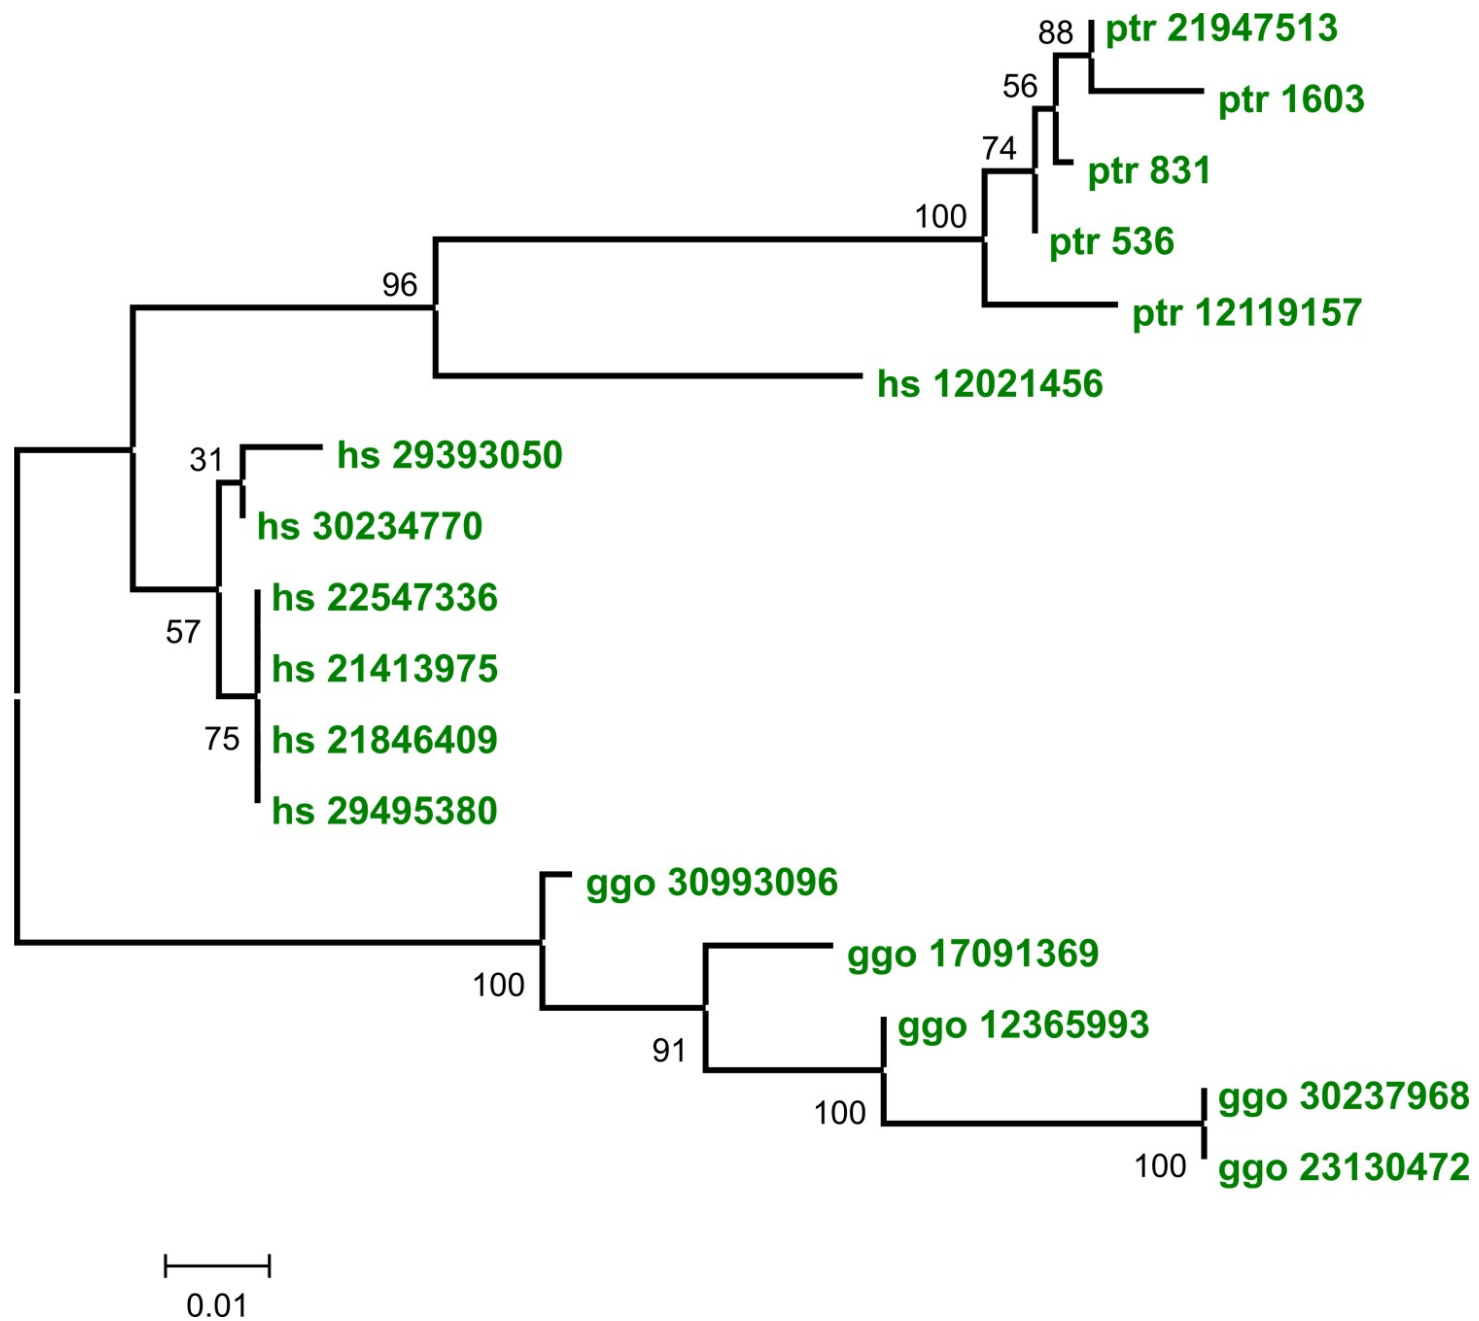 88
ptr 21947513
56
ptr 1603
74
ptr 831
100
ptr 536
96
ptr 12119157
hs 12021456
31
hs 29393050
hs 30234770
57
hs 22547336
hs 21413975
75
hs 21846409
hs 29495380
ggo 30993096
100
ggo 17091369
91
ggo 12365993
100
ggo 30237968
100
ggo 23130472
0.01